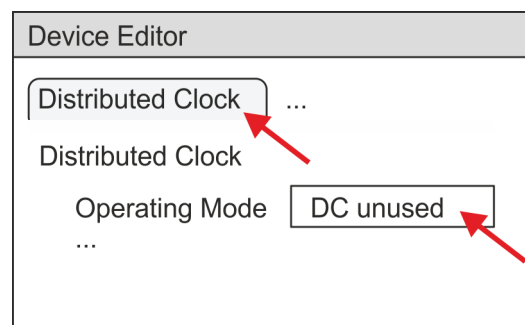 Device Editor
Distributed Clock ...
Distributed Clock
Operating Mode DC unused
...